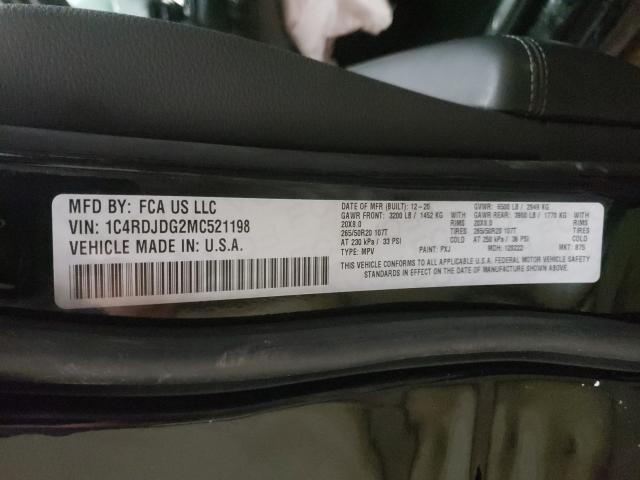 MFD BY: FCA US LLC
VIN: 1C4RDJDG2MC521198
VEHICLE MADE IN: U.S.A.
DATE OF MFR (BUILT): 12-20 GVWR: 6500 LB / 2949 KG
GAWR FRONT: 3200 LB / 1452 KG WITH GAWR REAR: 3900 LB / 1770 KG WITH
20X8.0 RIMS 20X8.0 RIMS
265/50R20 107T TIRES 265/50R20 107T TIRES
AT 230 kPa / 33 PSI AT 250 kPa / 36 PSI
TYPE: MPV PAINT: PXJ MDH: 120222 MKT: 875
THIS VEHICLE CONFORMS TO ALL APPLICABLE U.S.A. FEDERAL MOTOR VEHICLE SAFETY
STANDARDS IN EFFECT ON THE DATE OF MANUFACTURE SHOWN ABOVE.